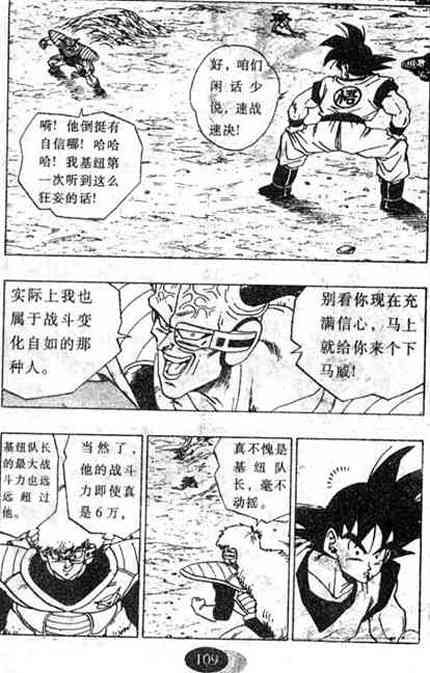 好，咱们
闲话少
说，速战
速决！
悟
嗬！他倒挺有
自信哪！哈哈
哈！我基纽第
一次听到这么
狂妄的话！
别看你现在充
满信心，马上
就给你来个下
马威！
实际上我也
属于战斗变
化自如的那
种人。
真不愧是
基纽队
长，毫不
动摇。
当然了，
他的战斗
力即使真
是6万，
基纽队长
的最大战
斗力也远
远超过
他。
109